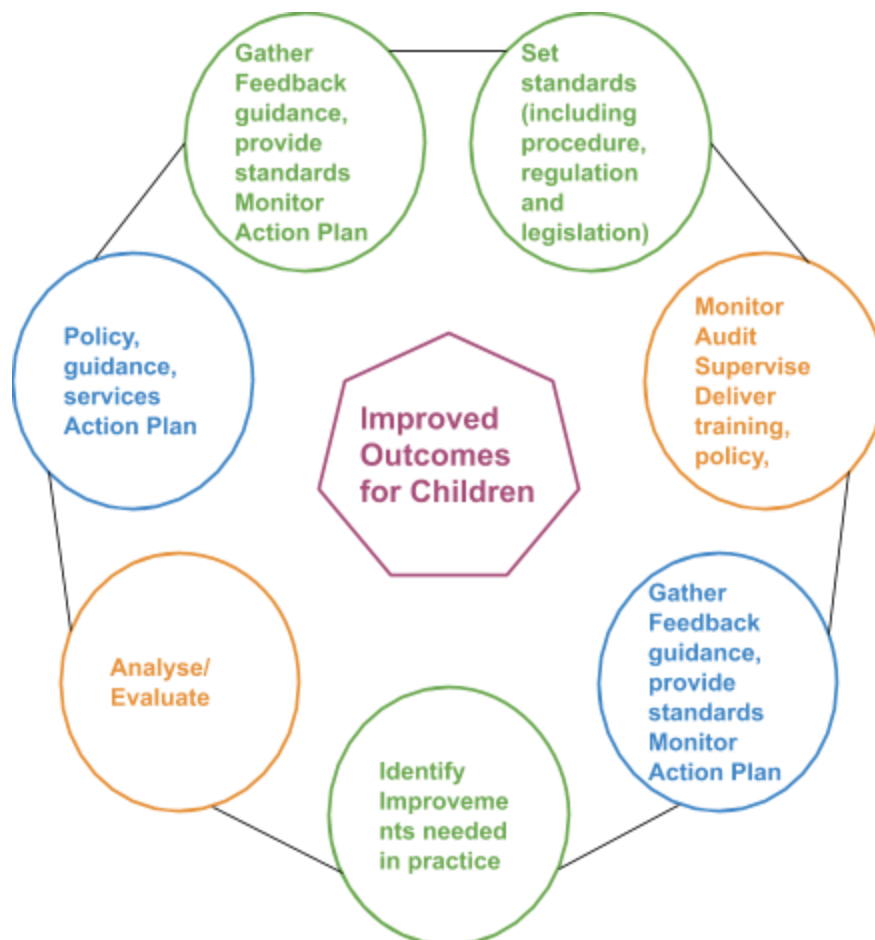 Gather
Feedback
guidance,
provide
standards
Monitor
Action Plan
Set
standards
(including
procedure,
regulation
and
legislation)
Monitor
Audit
Supervise
Deliver
training,
policy,
Policy,
guidance,
services
Action Plan
Improved
Outcomes
for Children
Gather
Feedback
guidance,
provide
standards
Monitor
Action Plan
Analyse/
Evaluate
Identify
Improveme
nts needed
in practice